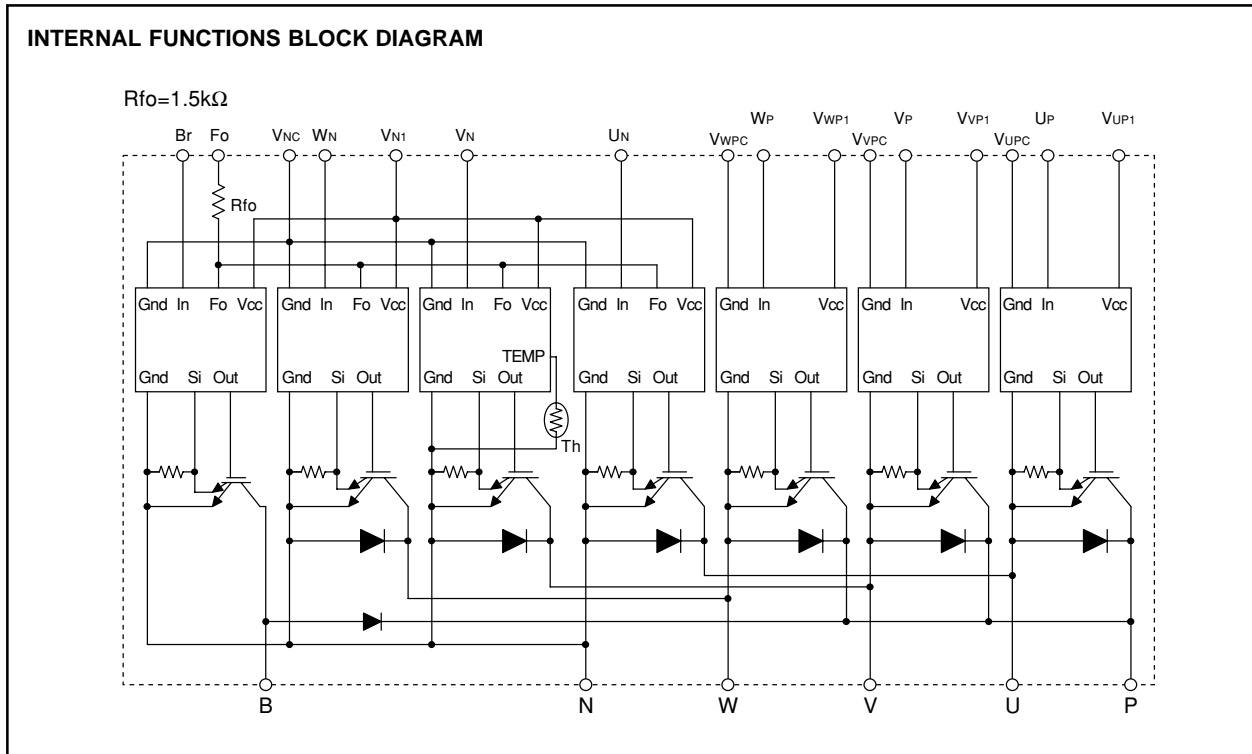 INTERNAL FUNCTIONS BLOCK DIAGRAM
Rfo=1.5kΩ
WP VWP1 VP VVP1 UP VUP1
Br Fo VNC WN VN1 VN UN VWPC VVPC VUPC
Rfo
Gnd In Fo Vcc Gnd In Fo Vcc Gnd In Fo Vcc Gnd In Fo Vcc Gnd In Vcc Gnd In Vcc Gnd In Vcc
TEMP
Gnd Si Out Gnd Si Out Gnd Si Out Gnd Si Out Gnd Si Out Gnd Si Out Gnd Si Out
Th
B N W V U P